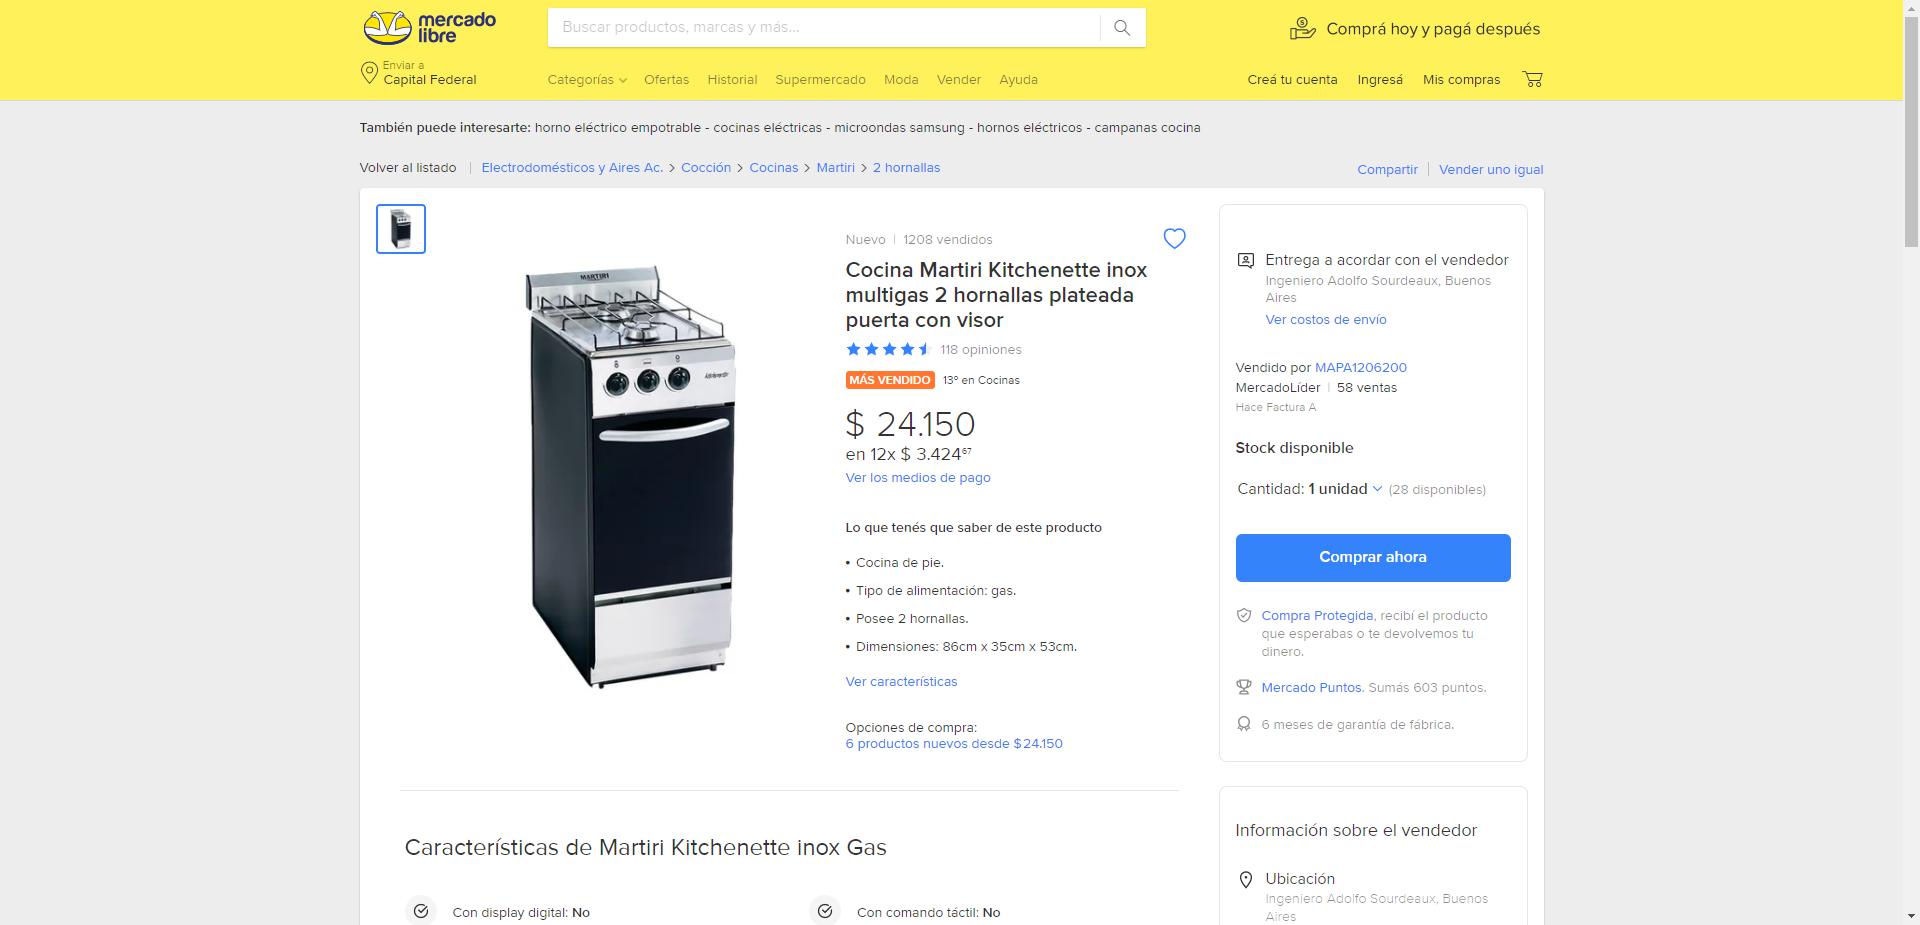 mercado
libre
Buscar productos, marcas y más...
Comprá hoy y pagá después
Enviar a
Capital Federal
Categorías Ofertas Historial Supermercado Moda Vender Ayuda
Creá tu cuenta Ingresá Mis compras
También puede interesarte: horno eléctrico empotrable - cocinas eléctricas - microondas samsung - hornos eléctricos - campanas cocina
Volver al listado | Electrodomésticos y Aires Ac. > Cocción > Cocinas > Martiri > 2 hornallas
Compartir | Vender uno igual
MARTIRI
kitchenette
Nuevo | 1208 vendidos
Cocina Martiri Kitchenette inox
multigas 2 hornallas plateada
puerta con visor
118 opiniones
MÁS VENDIDO 13º en Cocinas
$ 24.150
en 12x $ 3.424⁶⁷
Ver los medios de pago
Lo que tenés que saber de este producto
• Cocina de pie.
• Tipo de alimentación: gas.
• Posee 2 hornallas.
• Dimensiones: 86cm x 35cm x 53cm.
Ver características
Opciones de compra:
6 productos nuevos desde $24.150
Entrega a acordar con el vendedor
Ingeniero Adolfo Sourdeaux, Buenos
Aires
Ver costos de envío
Vendido por MAPA1206200
MercadoLíder | 58 ventas
Hace Factura A
Stock disponible
Cantidad: 1 unidad (28 disponibles)
Comprar ahora
Compra Protegida, recibí el producto
que esperabas o te devolvemos tu
dinero.
Mercado Puntos. Sumás 603 puntos.
6 meses de garantía de fábrica.
Características de Martiri Kitchenette inox Gas
Con display digital: No
Con comando táctil: No
Información sobre el vendedor
Ubicación
Ingeniero Adolfo Sourdeaux, Buenos
Aires